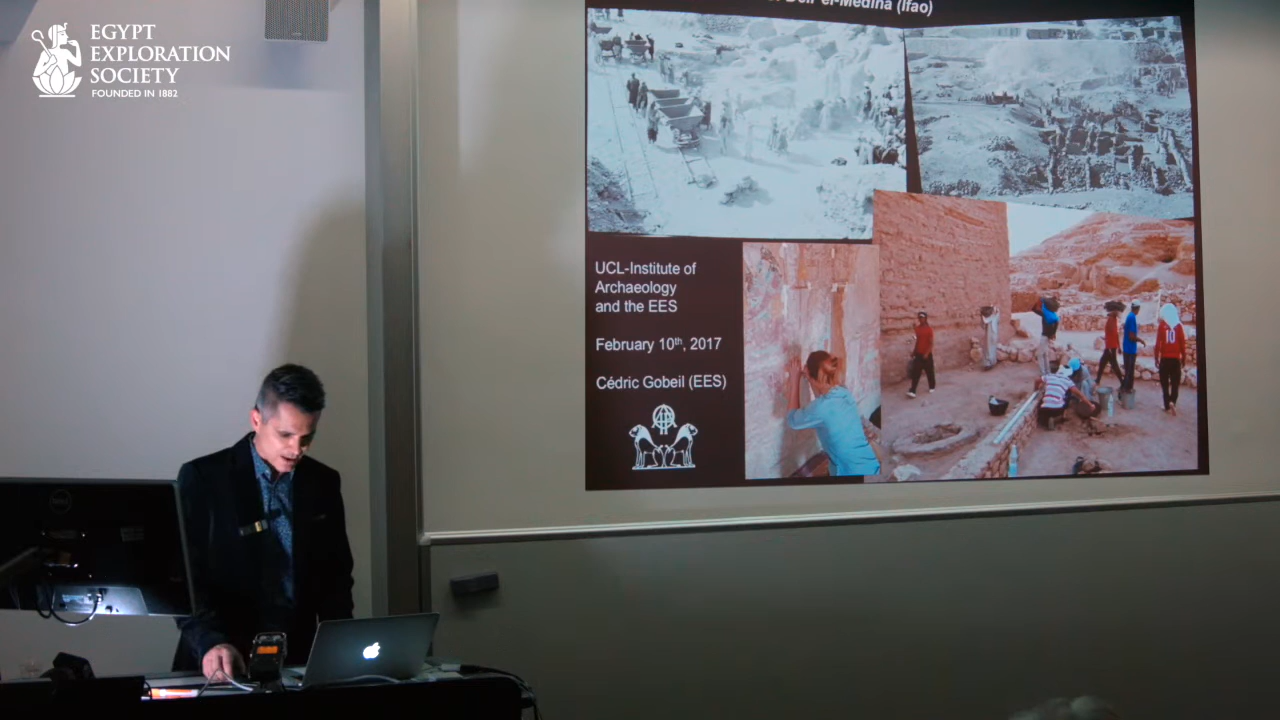 EGYPT
EXPLORATION
SOCIETY
FOUNDED IN 1882
Deir el-Medina (Ifao)
UCL-Institute of
Archaeology
and the EES
February 10th, 2017
Cédric Gobeil (EES)
10
DELL